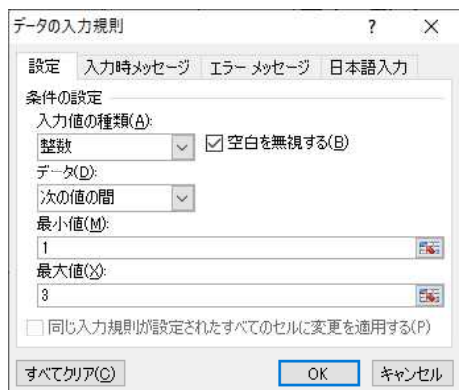 データの入力規則 ? ×
設定 入力時メッセージ エラー メッセージ 日本語入力
条件の設定
入力値の種類(A):
整数 空白を無視する(B)
データ(D):
次の値の間
最小値(M):
1
最大値(X):
3
同じ入力規則が設定されたすべてのセルに変更を適用する(P)
すべてクリア(C) OK キャンセル